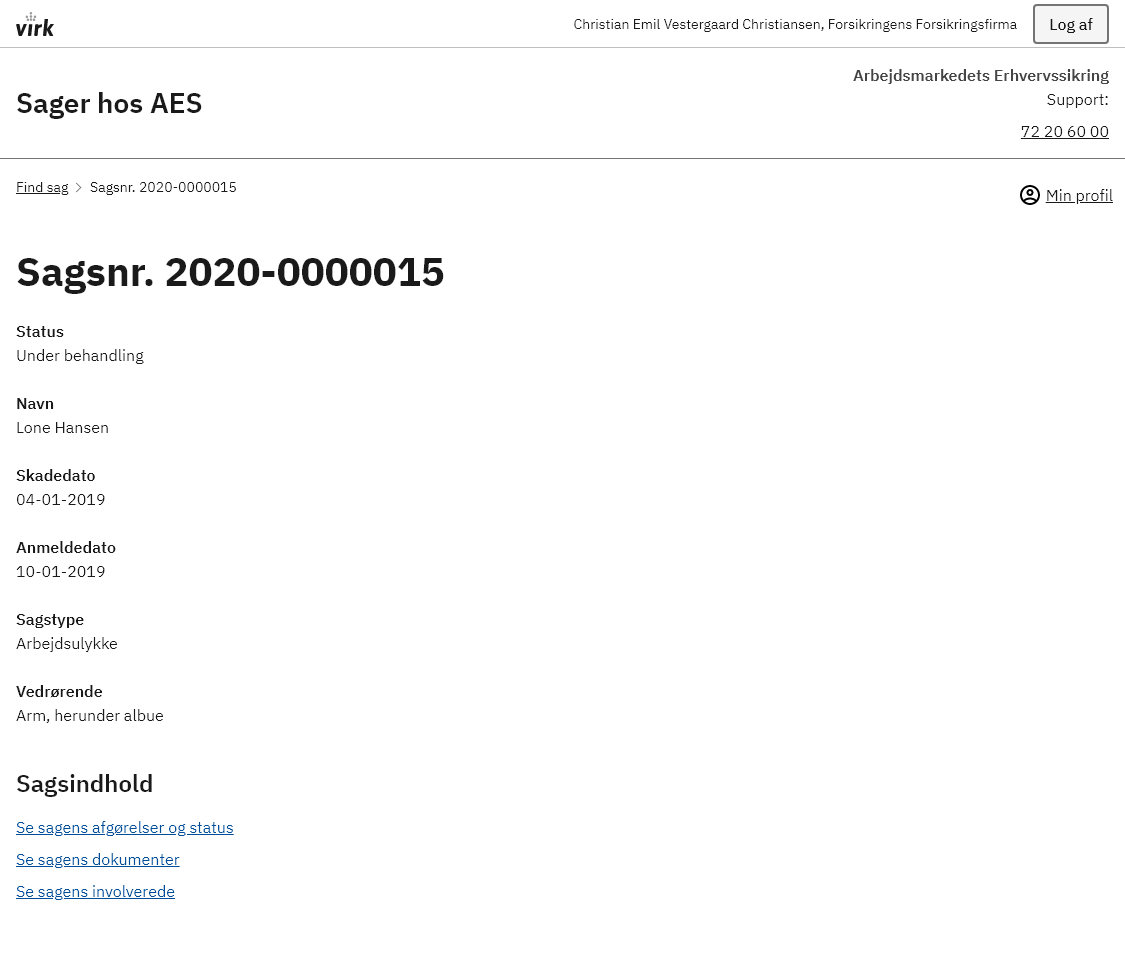 virk
Christian Emil Vestergaard Christiansen, Forsikringens Forsikringsfirma
Log af
Sager hos AES
Arbejdsmarkedets Erhvervssikring
Support:
72 20 60 00
Find sag > Sagsnr. 2020-0000015
Min profil
Sagsnr. 2020-0000015
Status
Under behandling
Navn
Lone Hansen
Skadedato
04-01-2019
Anmeldedato
10-01-2019
Sagstype
Arbejdsulykke
Vedrørende
Arm, herunder albue
Sagsindhold
Se sagens afgørelser og status
Se sagens dokumenter
Se sagens involverede